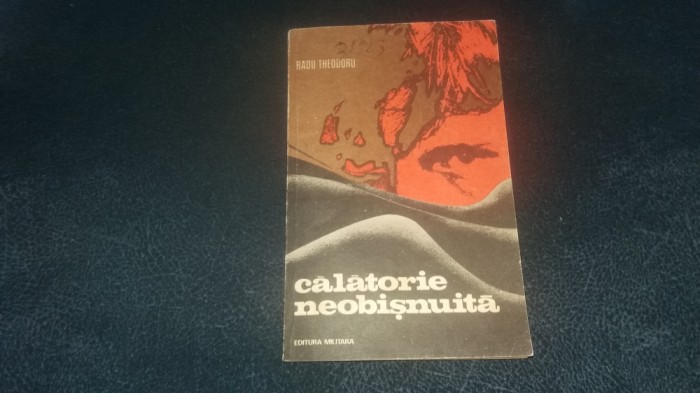 RADU THEODORU
călătorie
neobișnuită
EDITURA MILITARA